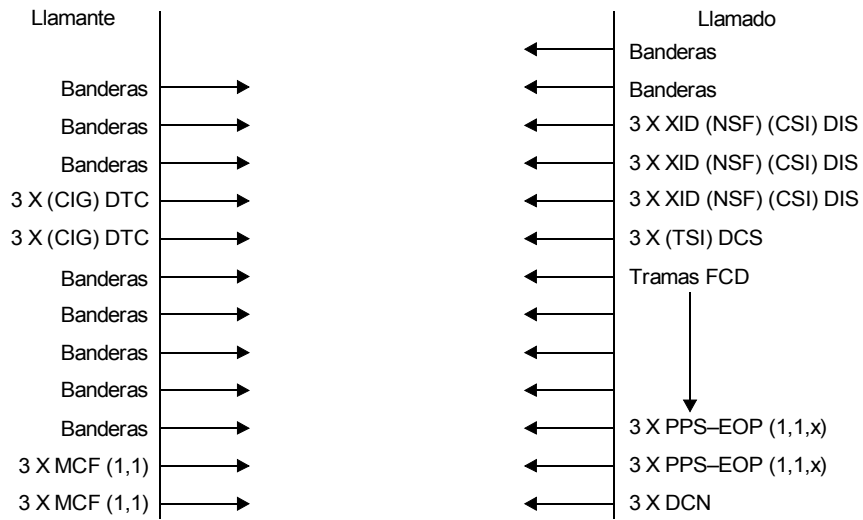 Llamante Llamado
Banderas
Banderas Banderas
Banderas 3 X XID (NSF) (CSI) DIS
Banderas 3 X XID (NSF) (CSI) DIS
3 X (CIG) DTC 3 X XID (NSF) (CSI) DIS
3 X (CIG) DTC 3 X (TSI) DCS
Banderas Tramas FCD
Banderas
Banderas
Banderas
Banderas 3 X PPS–EOP (1,1,x)
3 X MCF (1,1) 3 X PPS–EOP (1,1,x)
3 X MCF (1,1) 3 X DCN